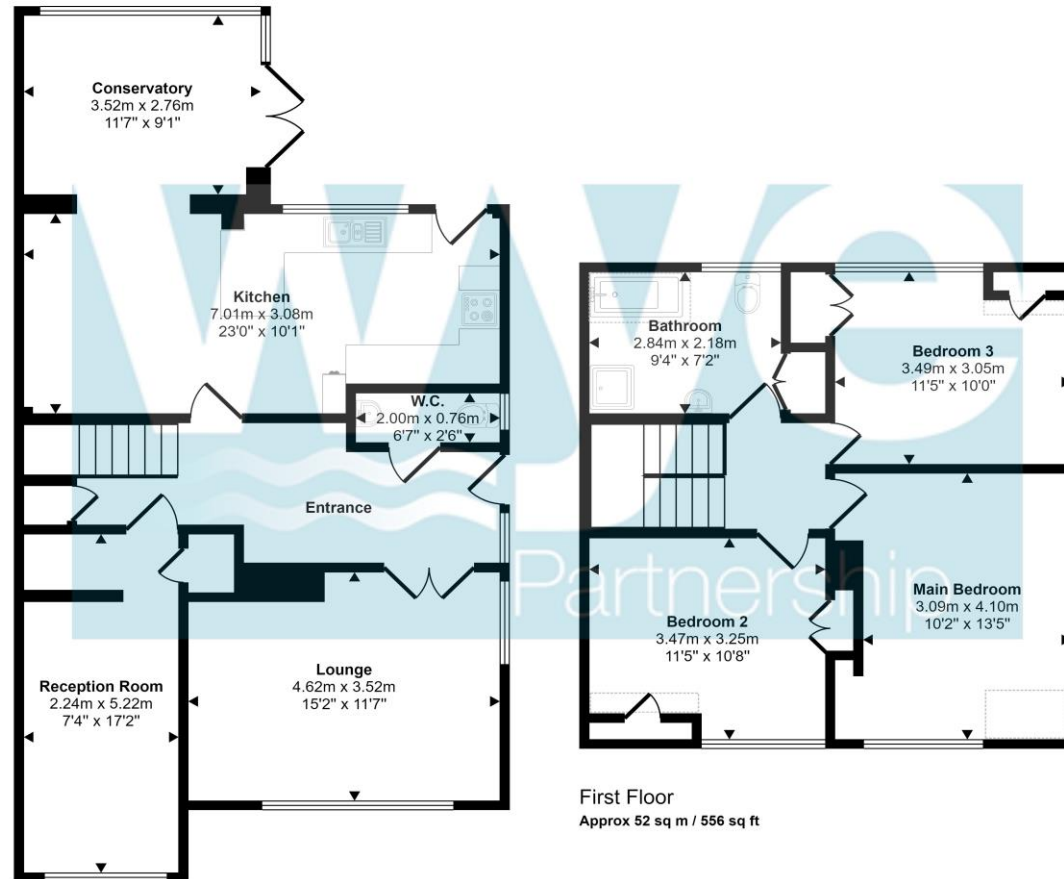 Conservatory
3.52m x 2.76m
11'7" x 9'1"
Kitchen
7.01m x 3.08m
23'0" x 10'1"
W.C.
2.00m x 0.76m
6'7" x 2'6"
Entrance
Lounge
4.62m x 3.52m
15'2" x 11'7"
Reception Room
2.24m x 5.22m
7'4" x 17'2"
Bathroom
2.84m x 2.18m
9'4" x 7'2"
Bedroom 3
3.49m x 3.05m
11'5" x 10'0"
Main Bedroom
3.09m x 4.10m
10'2" x 13'5"
Bedroom 2
3.47m x 3.25m
11'5" x 10'8"
First Floor
Approx 52 sq m / 556 sq ft
waye
Partnership